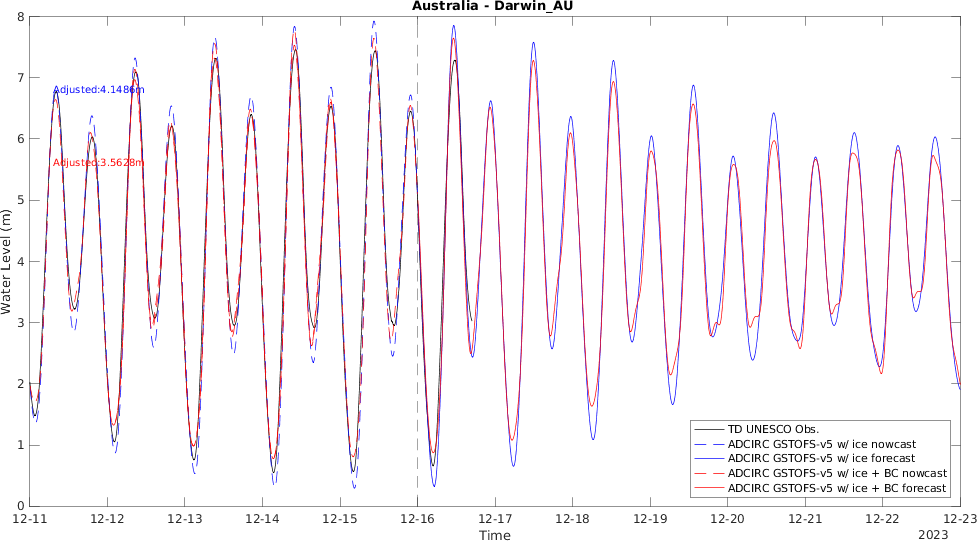 Australia - Darwin_AU
8
7
6
5
4
3
2
1
0
Water Level (m)
Adjusted:4.1486m
Adjusted:3.5628m
TD UNESCO Obs.
ADCIRC GSTOFS-v5 w/ ice nowcast
ADCIRC GSTOFS-v5 w/ ice forecast
ADCIRC GSTOFS-v5 w/ ice + BC nowcast
ADCIRC GSTOFS-v5 w/ ice + BC forecast
12-11 12-12 12-13 12-14 12-15 12-16 12-17 12-18 12-19 12-20 12-21 12-22 12-23
Time
2023